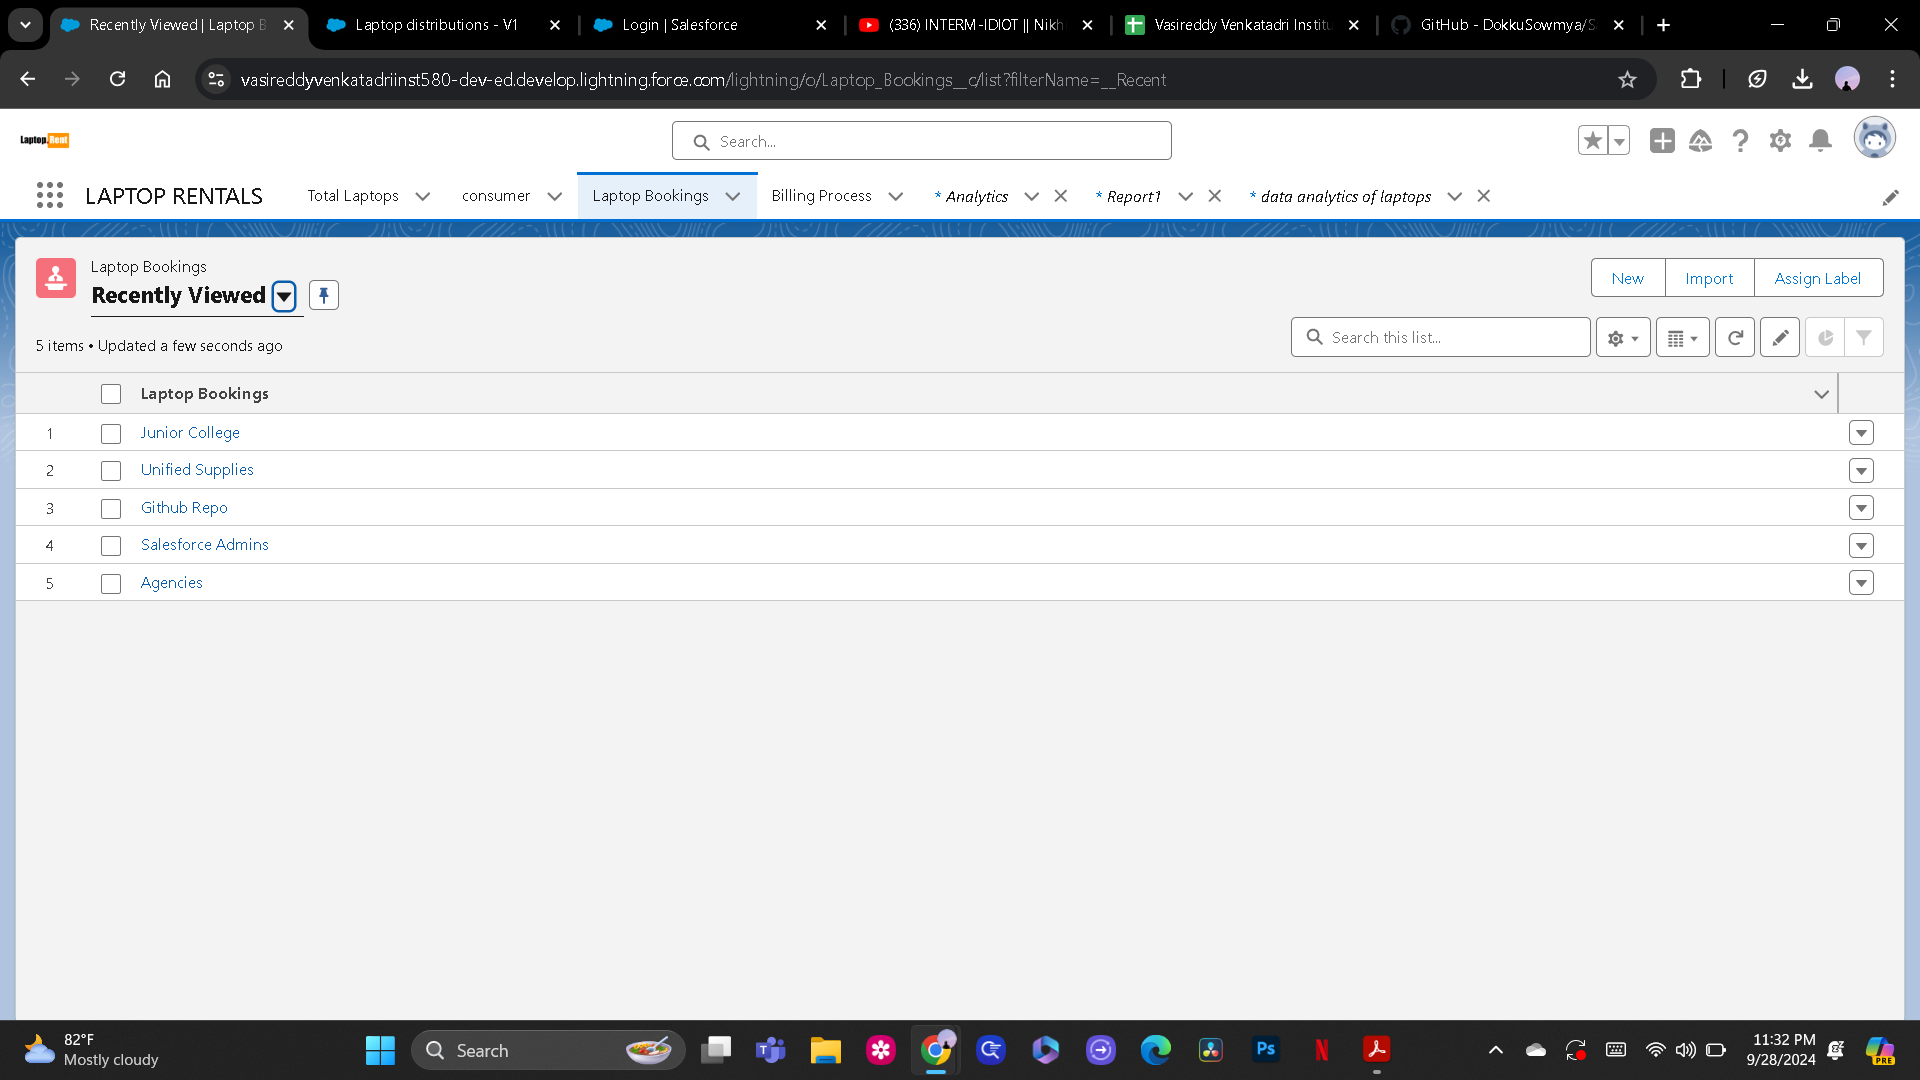 Recently Viewed | Laptop B
Laptop distributions - V1
Login | Salesforce
(336) INTERM-IDIOT || Nikh
Vasireddy Venkatadri Institu
GitHub - DokkuSowmya/S
vasireddyvenkatadriinst580-dev-ed.develop.lightning.force.com/lightning/o/Laptop_Bookings__c/list?filterName=__Recent
Laptop.Rent
Search...
LAPTOP RENTALS
Total Laptops
consumer
Laptop Bookings
Billing Process
* Analytics
* Report1
* data analytics of laptops
Laptop Bookings
Recently Viewed
New
Import
Assign Label
5 items • Updated a few seconds ago
Search this list...
Laptop Bookings
1 Junior College
2 Unified Supplies
3 Github Repo
4 Salesforce Admins
5 Agencies
82°F
Mostly cloudy
Search
Ps
PRE
11:32 PM
9/28/2024